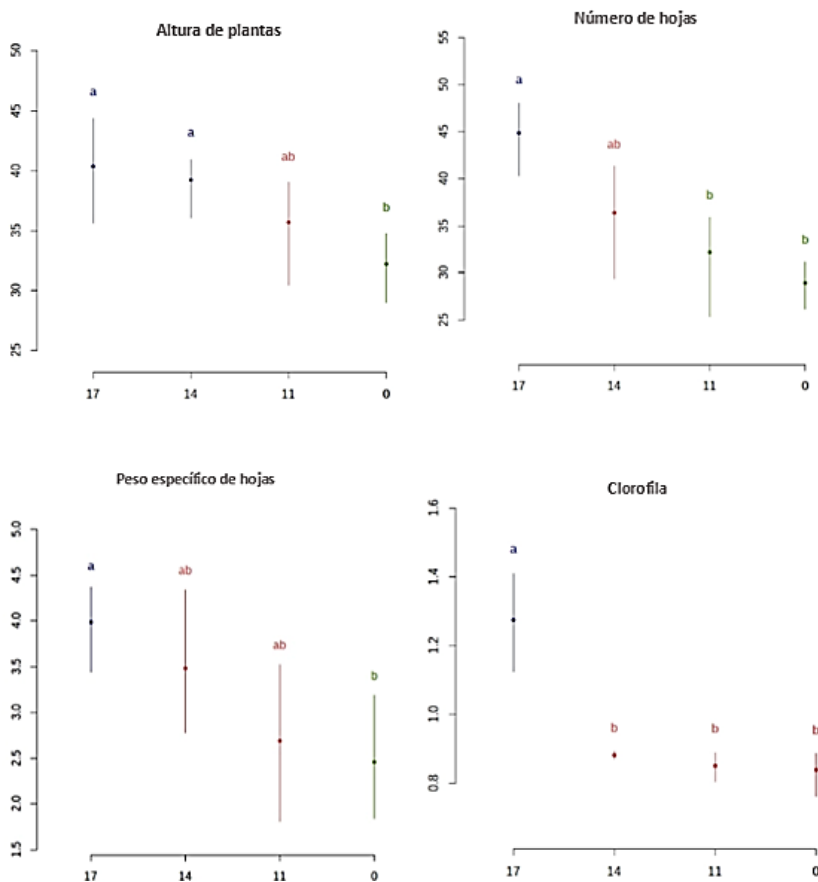 Altura de plantas
50
45
40
35
30
25
a
a
ab
b
17 14 11 0
Número de hojas
55
50
45
40
35
30
25
a
ab
b
b
17 14 11 0
Peso específico de hojas
5.0
4.5
4.0
3.5
3.0
2.5
2.0
1.5
a
ab
ab
b
17 14 11 0
Clorofila
1.6
1.4
1.2
1.0
0.8
a
b
b
b
17 14 11 0